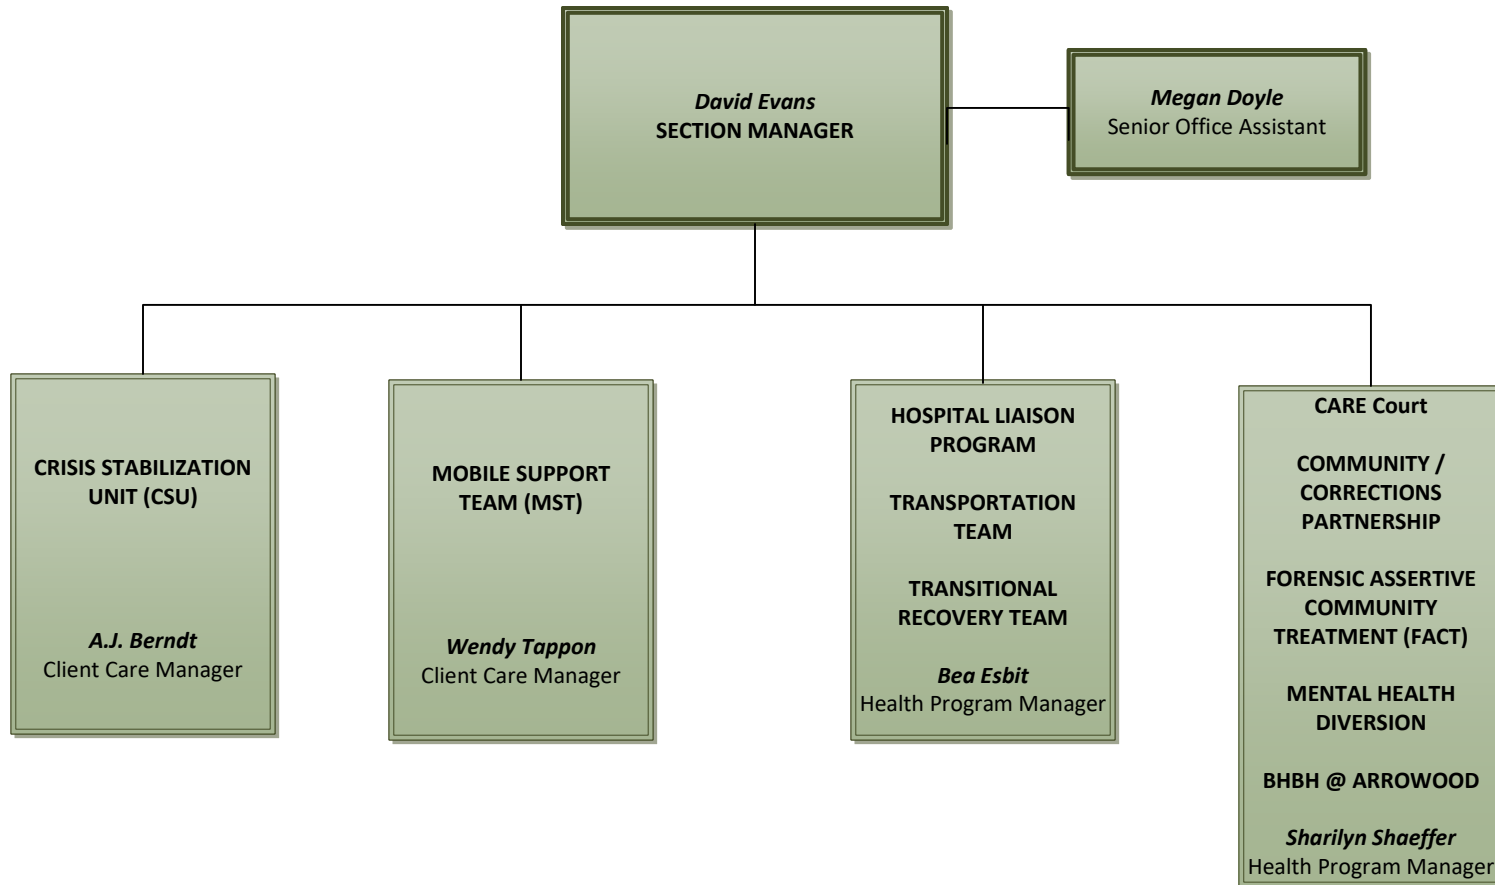 David Evans
SECTION MANAGER
Megan Doyle
Senior Office Assistant
CRISIS STABILIZATION
UNIT (CSU)
A.J. Berndt
Client Care Manager
MOBILE SUPPORT
TEAM (MST)
Wendy Tappon
Client Care Manager
HOSPITAL LIAISON
PROGRAM
TRANSPORTATION
TEAM
TRANSITIONAL
RECOVERY TEAM
Bea Esbit
Health Program Manager
CARE Court
COMMUNITY /
CORRECTIONS
PARTNERSHIP
FORENSIC ASSERTIVE
COMMUNITY
TREATMENT (FACT)
MENTAL HEALTH
DIVERSION
BHBH @ ARROWOOD
Sharilyn Shaeffer
Health Program Manager